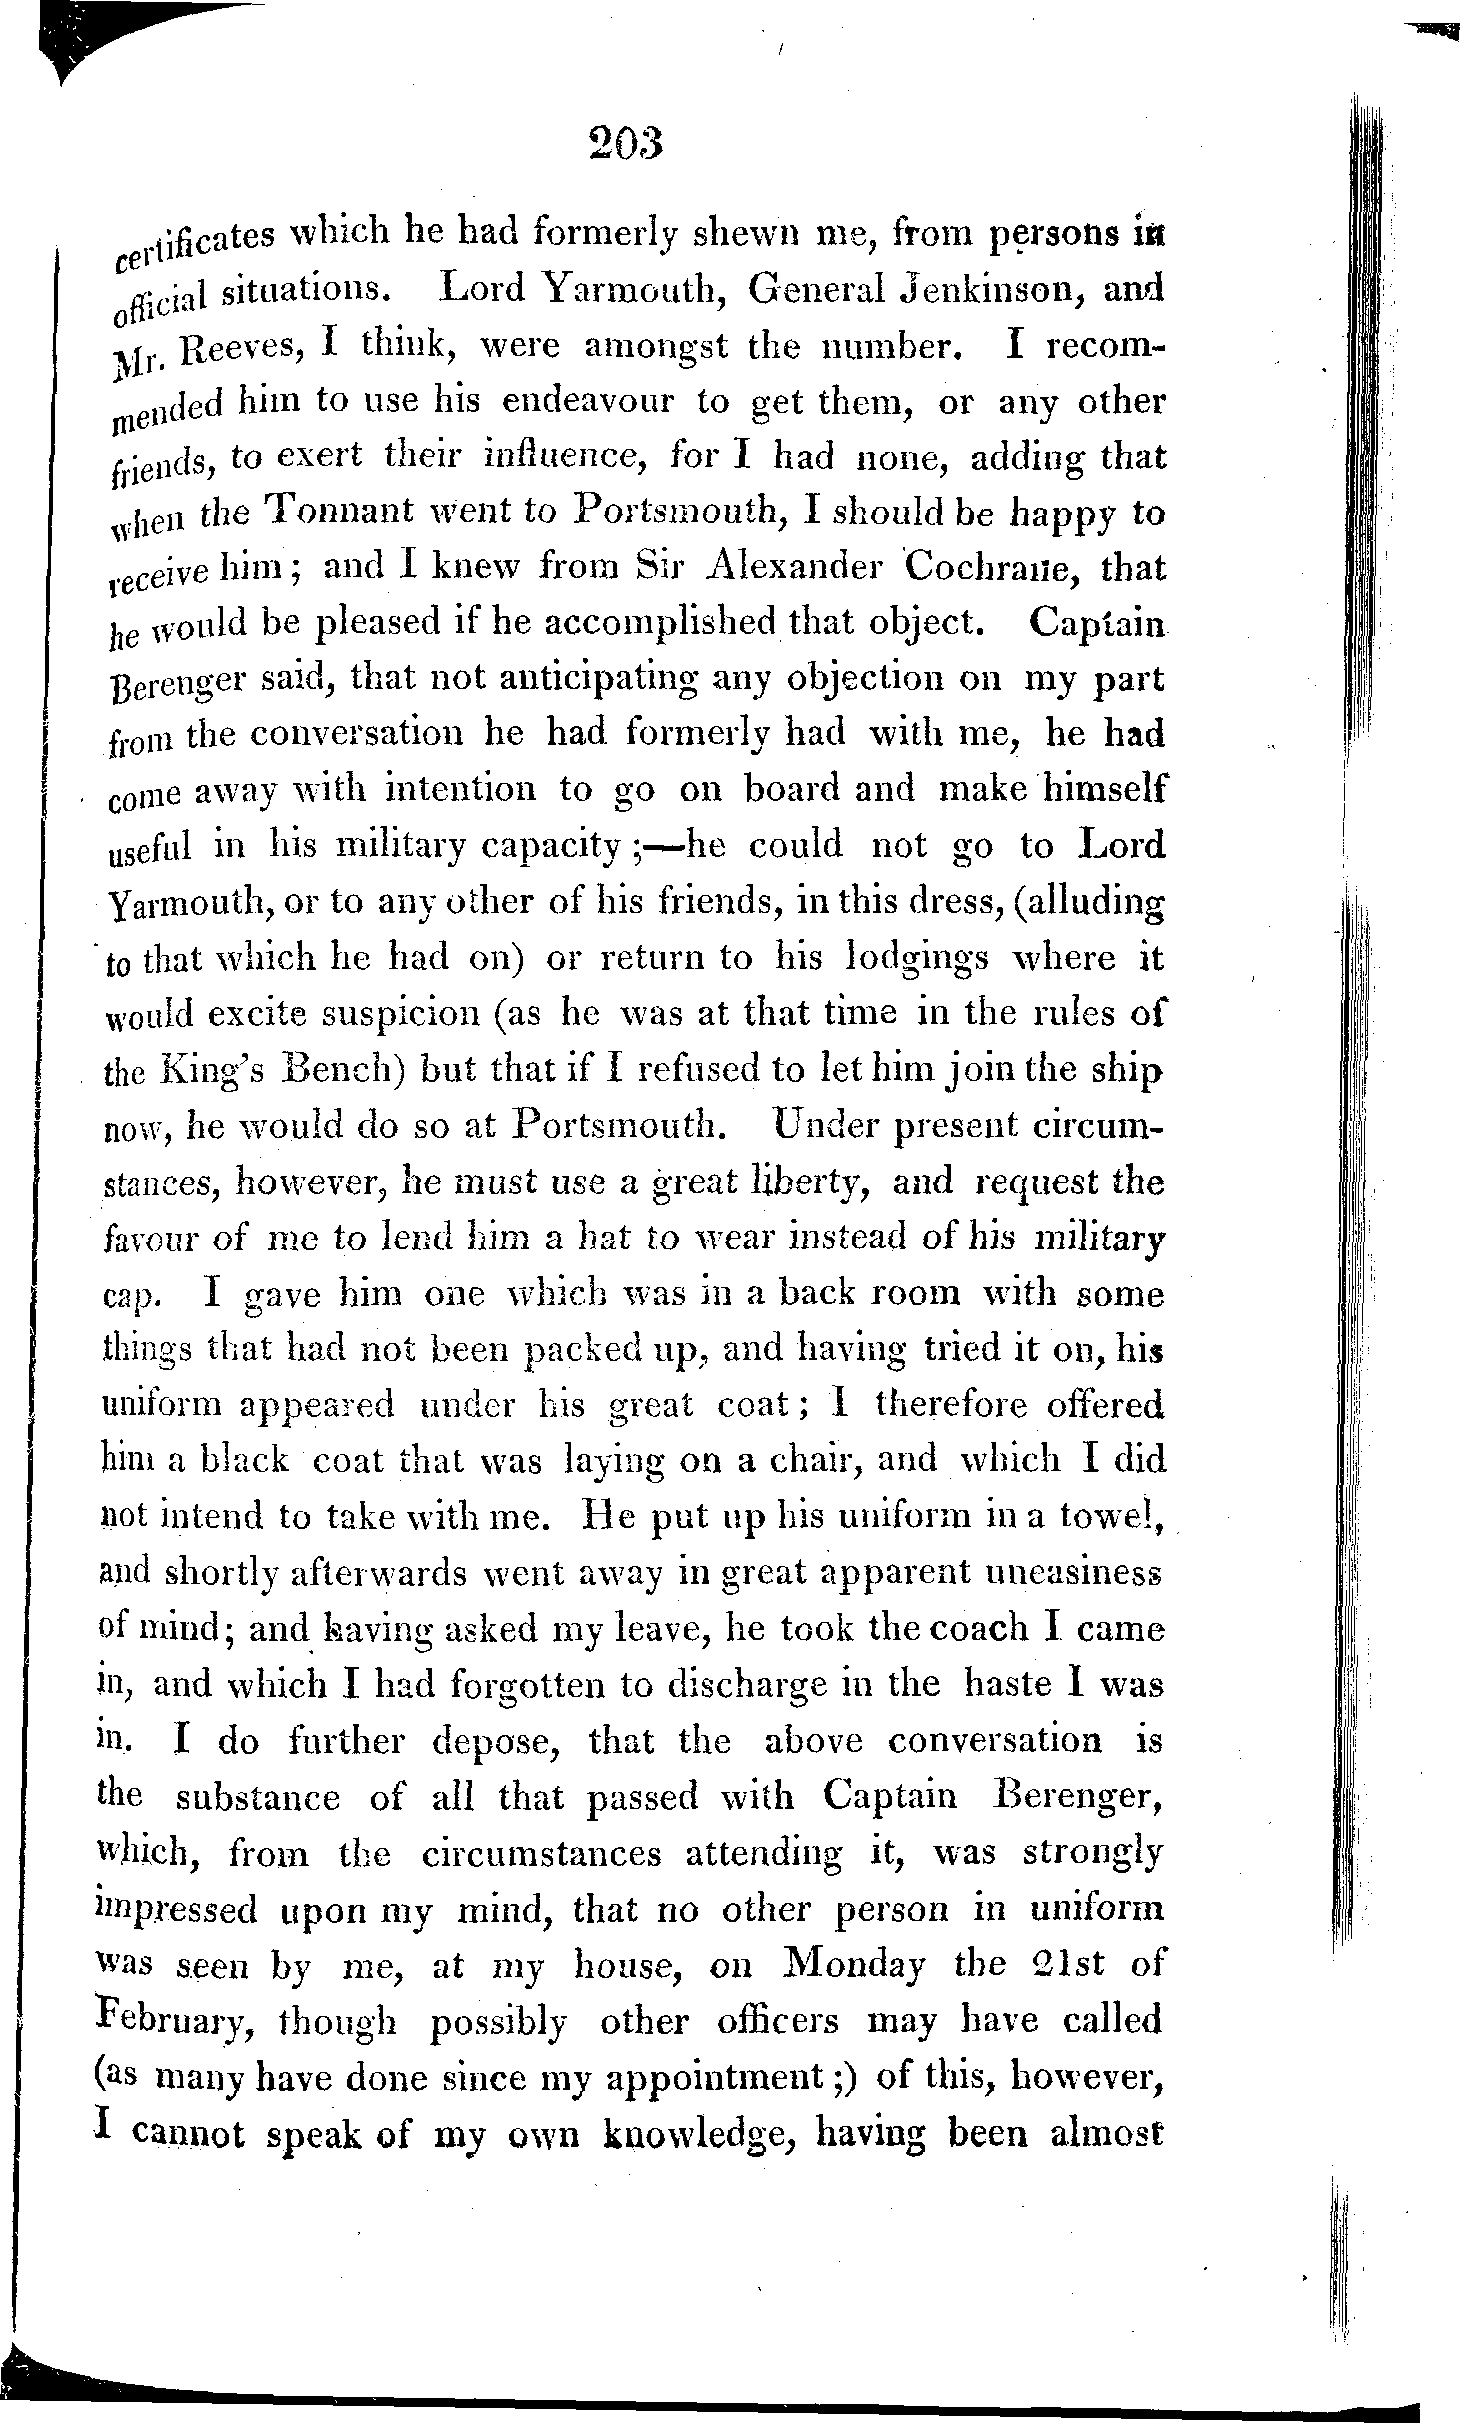 203
certificates which he had formerly shewn me, from persons in
official situations. Lord Yarmouth, General Jenkinson, and
Mr. Reeves, I think, were amongst the number. I recom-
mended him to use his endeavour to get them, or any other
friends, to exert their influence, for I had none, adding that
when the Tonnant went to Portsmouth, I should be happy to
receive him; and I knew from Sir Alexander Cochrane, that
he would be pleased if he accomplished that object. Captain
Berenger said, that not anticipating any objection on my part
from the conversation he had formerly had with me, he had
come away with intention to go on board and make himself
useful in his military capacity;—he could not go to Lord
Yarmouth, or to any other of his friends, in this dress, (alluding
to that which he had on) or return to his lodgings where it
would excite suspicion (as he was at that time in the rules of
the King's Bench) but that if I refused to let him join the ship
now, he would do so at Portsmouth. Under present circum-
stances, however, he must use a great liberty, and request the
favour of me to lend him a hat to wear instead of his military
cap. I gave him one which was in a back room with some
things that had not been packed up, and having tried it on, his
uniform appeared under his great coat; I therefore offered
him a black coat that was laying on a chair, and which I did
not intend to take with me. He put up his uniform in a towel,
and shortly afterwards went away in great apparent uneasiness
of mind; and having asked my leave, he took the coach I came
in, and which I had forgotten to discharge in the haste I was
in. I do further depose, that the above conversation is
the substance of all that passed with Captain Berenger,
which, from the circumstances attending it, was strongly
impressed upon my mind, that no other person in uniform
was seen by me, at my house, on Monday the 21st of
February, though possibly other officers may have called
(as many have done since my appointment;) of this, however,
I cannot speak of my own knowledge, having been almost